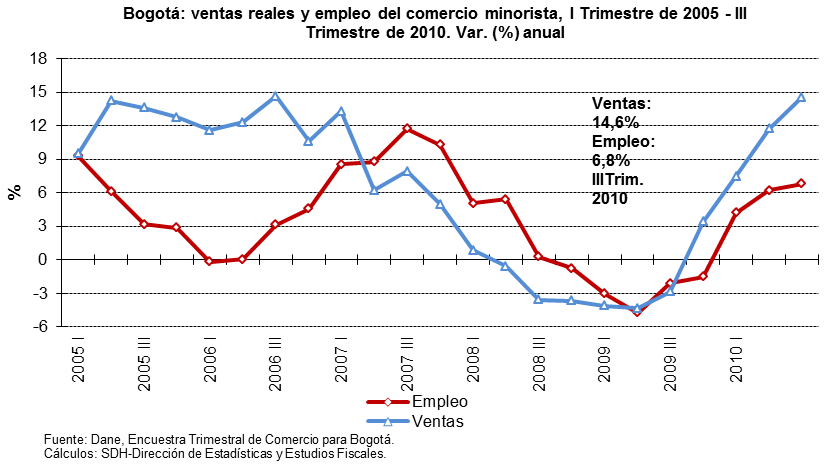 Bogotá: ventas reales y empleo del comercio minorista, I Trimestre de 2005 - III
Trimestre de 2010. Var. (%) anual
18
15
12
9
6
3
0
-3
-6
%
Ventas:
14,6%
Empleo:
6,8%
IIITrim.
2010
2005 I
2005 III
2006 I
2006 III
2007 I
2007 III
2008 I
2008 III
2009 I
2009 III
2010 I
Empleo
Ventas
Fuente: Dane, Encuesta Trimestral de Comercio para Bogotá.
Cálculos: SDH-Dirección de Estadísticas y Estudios Fiscales.